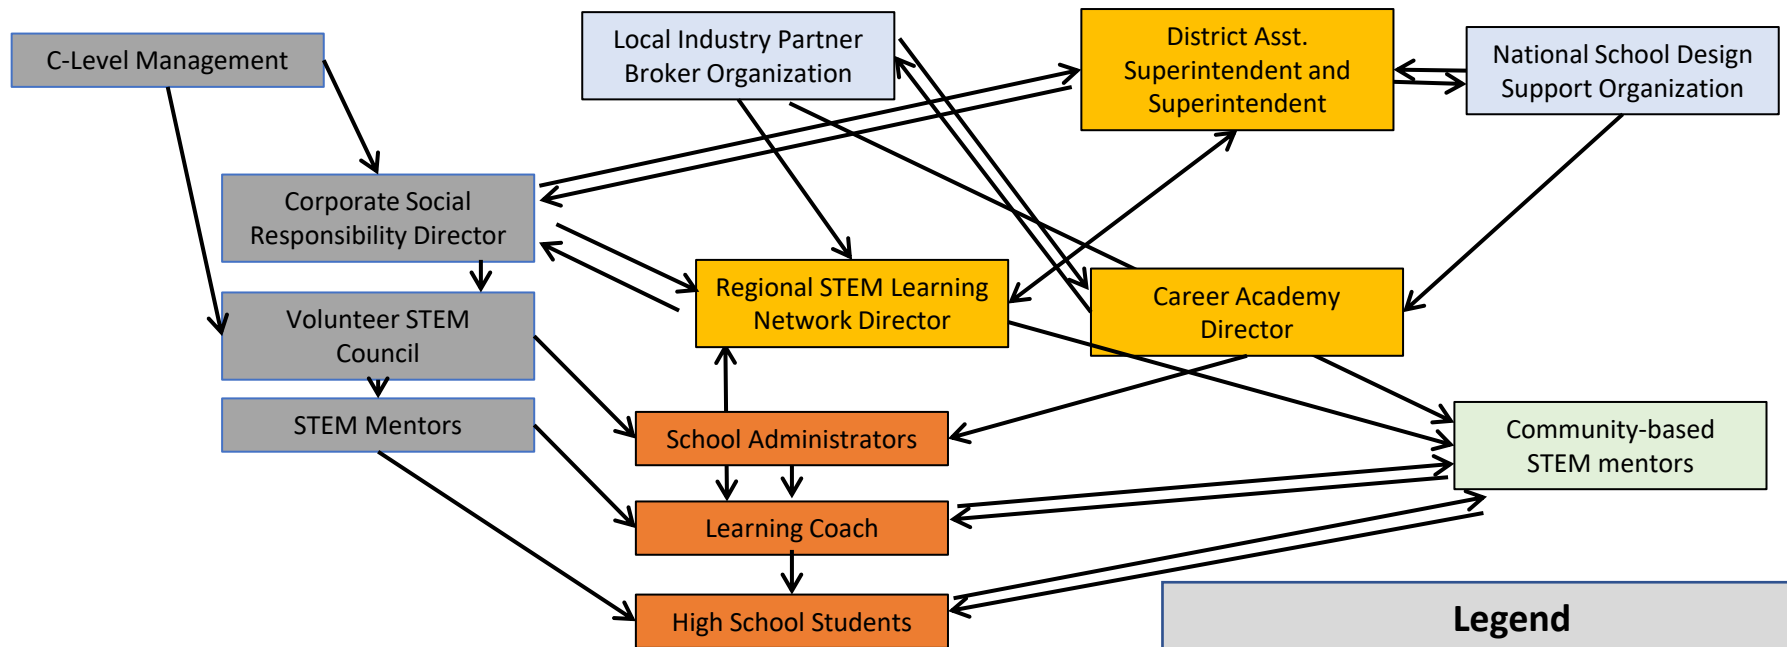 C-Level Management
Local Industry Partner
Broker Organization
District Asst.
Superintendent and
Superintendent
National School Design
Support Organization
Corporate Social
Responsibility Director
Regional STEM Learning
Network Director
Career Academy
Director
Volunteer STEM
Council
STEM Mentors
School Administrators
Community-based
STEM mentors
Learning Coach
High School Students
Legend